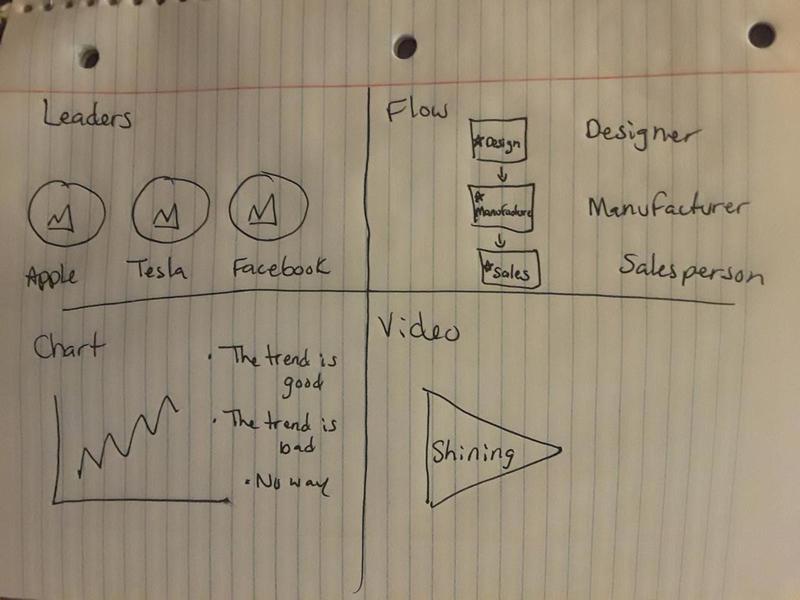 Leaders
Apple
Tesla
Facebook
Flow
*Design
Designer
*
Manufacture
Manufacturer
*Sales
Salesperson
Chart
• The trend is
good
• The trend is
bad
• No way
Video
Shining